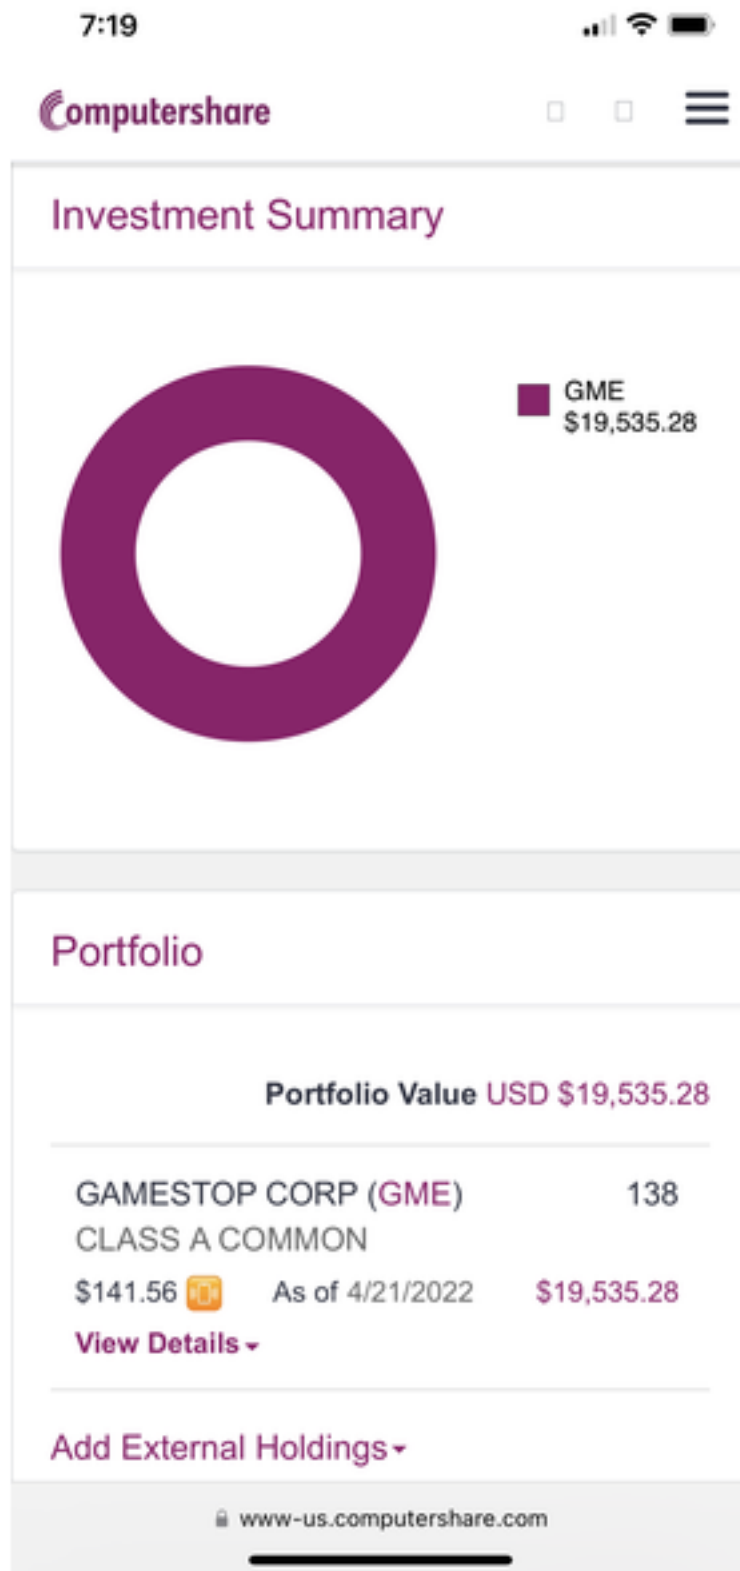 7:19
Computershare
Investment Summary
GME
$19,535.28
Portfolio
Portfolio Value USD $19,535.28
GAMESTOP CORP (GME) 138
CLASS A COMMON
$141.56 As of 4/21/2022 $19,535.28
View Details
Add External Holdings
www-us.computershare.com